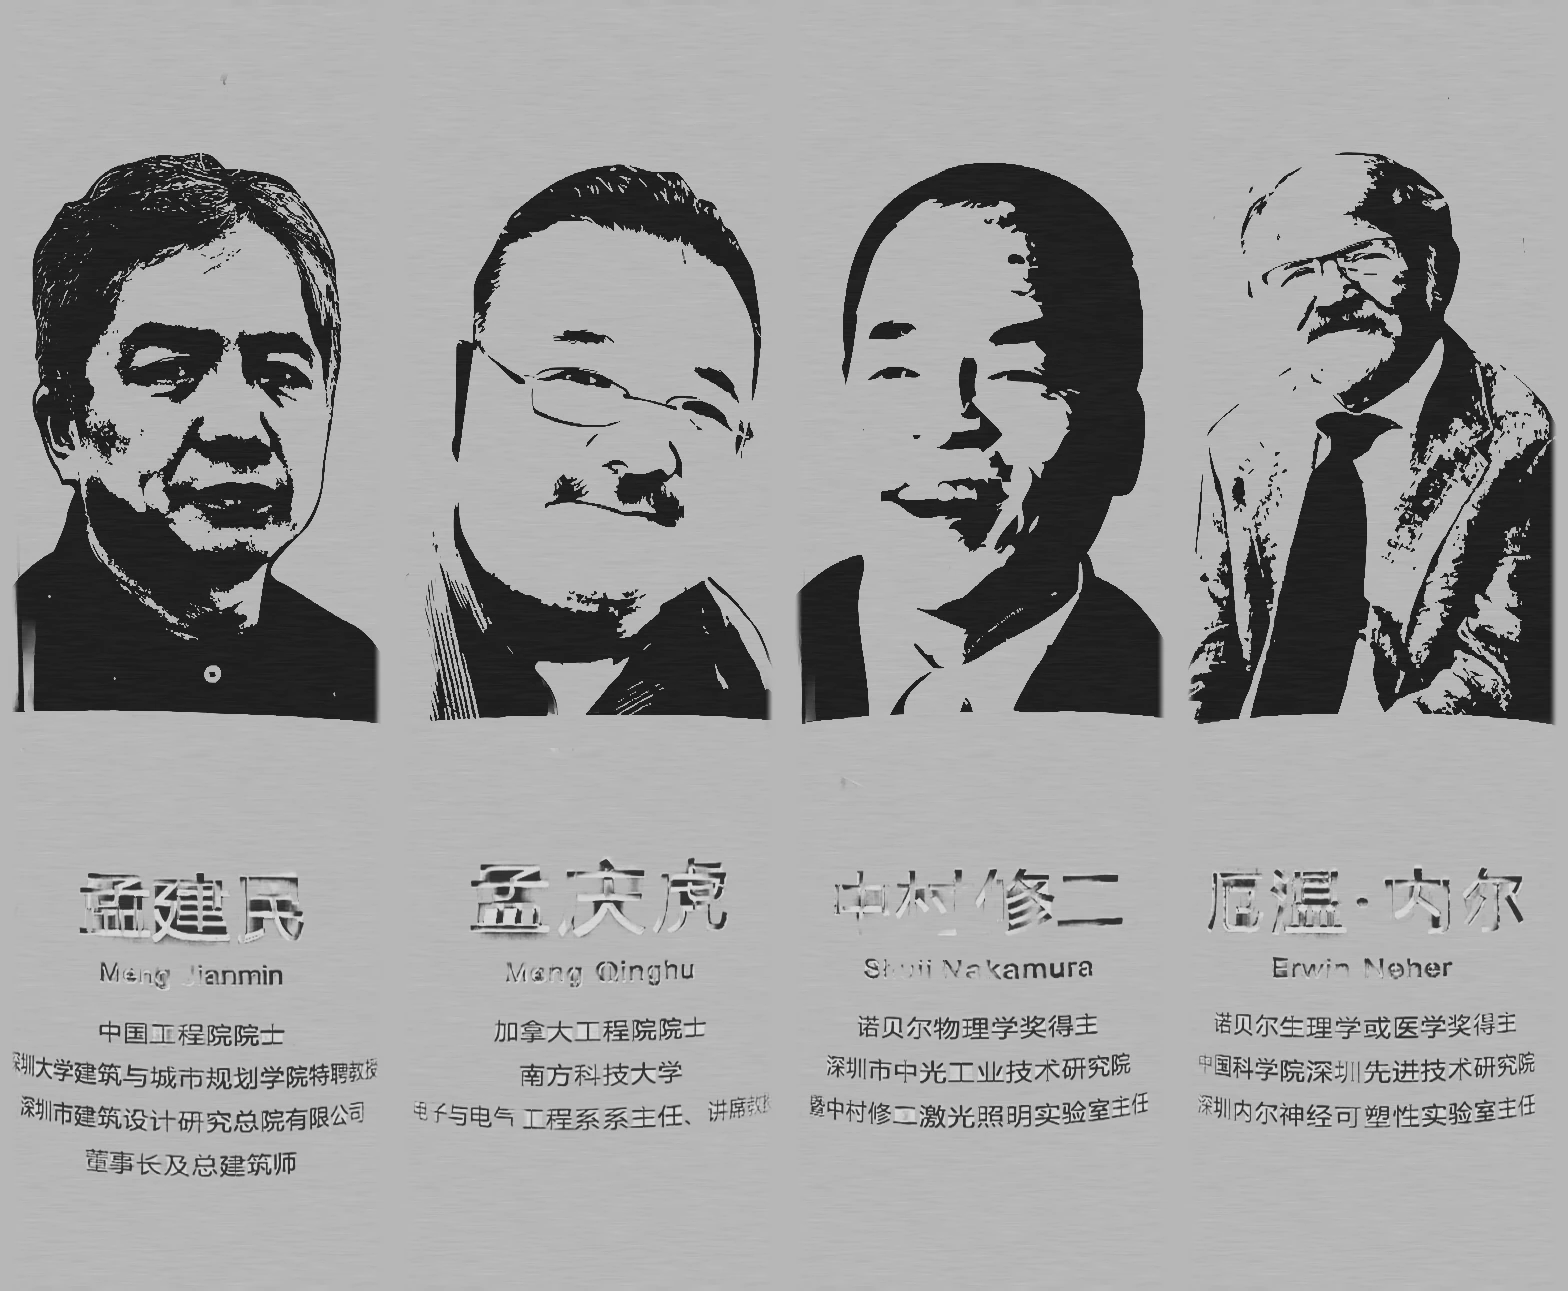 孟建民
Meng Jianmin
中国工程院院士
深圳大学建筑与城市规划学院特聘教授
深圳市建筑设计研究总院有限公司
董事长及总建筑师
孟庆虎
Meng Qinghu
加拿大工程院院士
南方科技大学
电子与电气工程系系主任、讲席教授
中村修二
Shuji Nakamura
诺贝尔物理学奖得主
深圳市中光工业技术研究院
暨中村修二激光照明实验室主任
厄温·内尔
Erwin Neher
诺贝尔生理学或医学奖得主
中国科学院深圳先进技术研究院
深圳内尔神经可塑性实验室主任